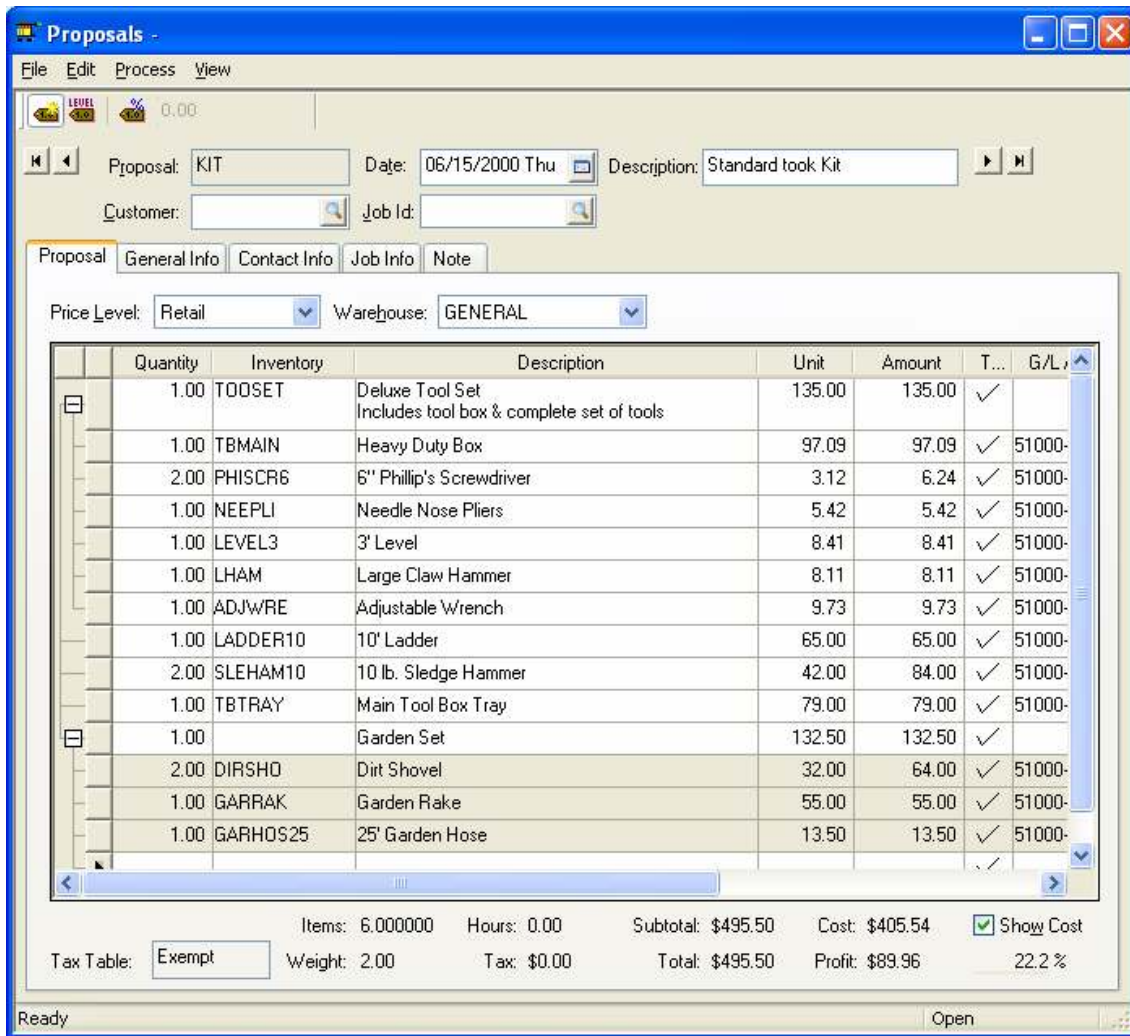 Proposals -
File Edit Process View
LEVEL % 0.00
Proposal: KIT Date: 06/15/2000 Thu Description: Standard took Kit
Customer: Job Id:
Proposal General Info Contact Info Job Info Note
Price Level: Retail Warehouse: GENERAL
Quantity Inventory Description Unit Amount T... G/L
1.00 TOOSET Deluxe Tool Set 135.00 135.00
Includes tool box & complete set of tools
1.00 TBMAIN Heavy Duty Box 97.09 97.09 51000-
2.00 PHISCR6 6" Phillip's Screwdriver 3.12 6.24 51000-
1.00 NEEPLI Needle Nose Pliers 5.42 5.42 51000-
1.00 LEVEL3 3' Level 8.41 8.41 51000-
1.00 LHAM Large Claw Hammer 8.11 8.11 51000-
1.00 ADJWRE Adjustable Wrench 9.73 9.73 51000-
1.00 LADDER10 10' Ladder 65.00 65.00 51000-
2.00 SLEHAM10 10 lb. Sledge Hammer 42.00 84.00 51000-
1.00 TBTRAY Main Tool Box Tray 79.00 79.00 51000-
1.00 Garden Set 132.50 132.50
2.00 DIRSHO Dirt Shovel 32.00 64.00 51000-
1.00 GARRAK Garden Rake 55.00 55.00 51000-
1.00 GARHOS25 25' Garden Hose 13.50 13.50 51000-
Items: 6.000000 Hours: 0.00 Subtotal: $495.50 Cost: $405.54 Show Cost
Tax Table: Exempt Weight: 2.00 Tax: $0.00 Total: $495.50 Profit: $89.96 22.2 %
Ready Open